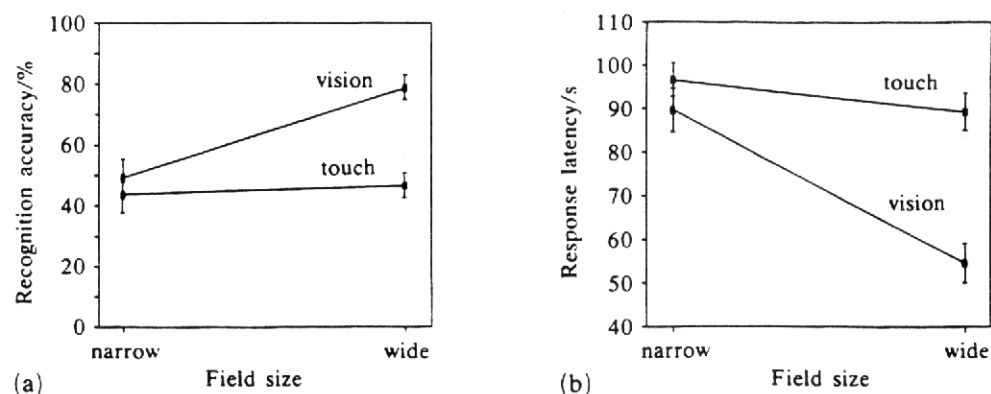 100
80
60
40
20
0
Recognition accuracy/%
vision
touch
narrow
wide
Field size
(a)
110
100
90
80
70
60
50
40
Response latency/s
touch
vision
narrow
wide
Field size
(b)